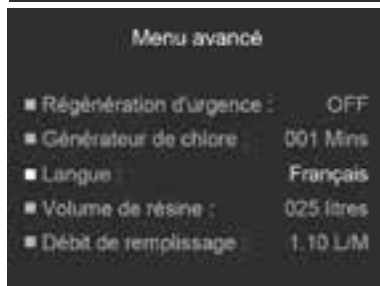 Menu avancé
Régénération d'urgence : OFF
Générateur de chlore 001 Mins
Langue : Français
Volume de résine : 025 litres
Débit de remplissage 1.10 L/M